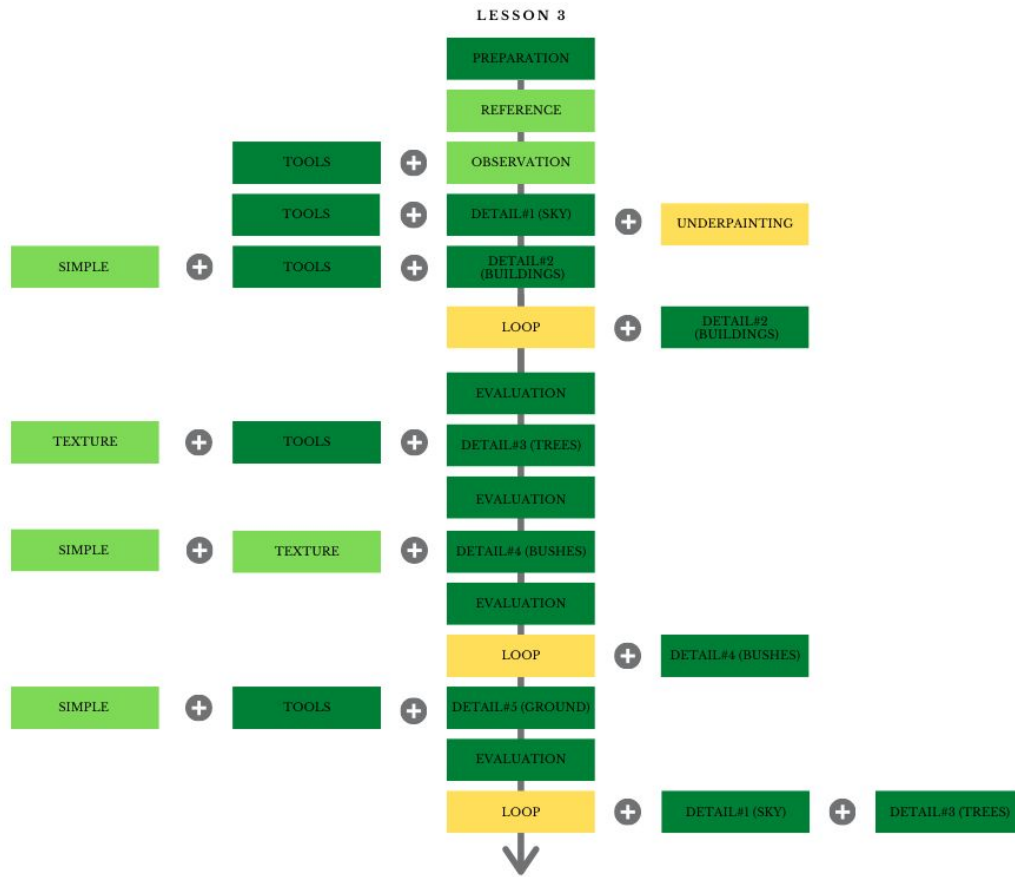 LESSON 3
PREPARATION
REFERENCE
TOOLS
OBSERVATION
TOOLS
DETAIL#1 (SKY)
UNDERPAINTING
SIMPLE
TOOLS
DETAIL#2
(BUILDINGS)
LOOP
DETAIL#2
(BUILDINGS)
EVALUATION
TEXTURE
TOOLS
DETAIL#3 (TREES)
EVALUATION
SIMPLE
TEXTURE
DETAIL#4 (BUSHES)
EVALUATION
LOOP
DETAIL#4 (BUSHES)
SIMPLE
TOOLS
DETAIL#5 (GROUND)
EVALUATION
LOOP
DETAIL#1 (SKY)
DETAIL#3 (TREES)